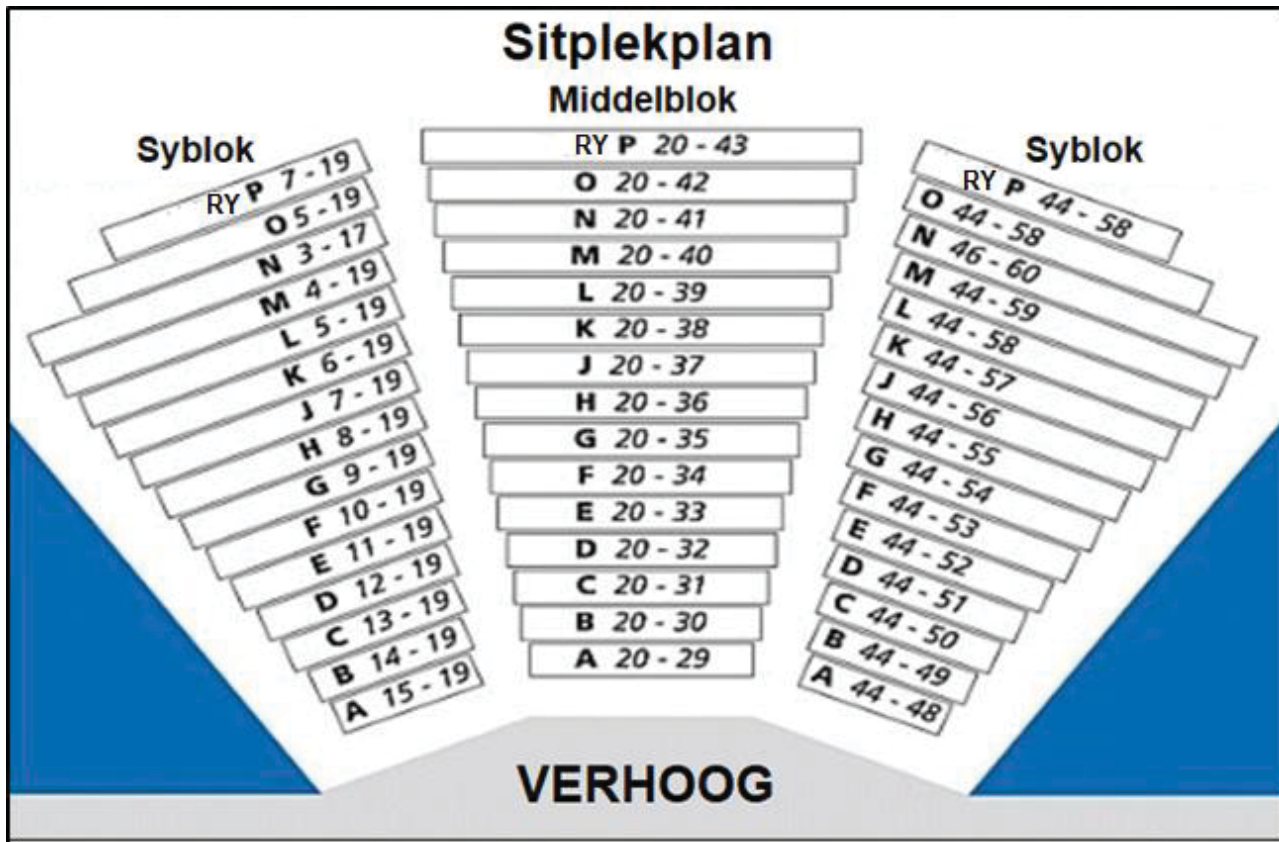 Sitplekplan
Middelblok
Syblok
RY P 7 - 19
O 5 - 19
N 3 - 17
M 4 - 19
L 5 - 19
K 6 - 19
J 7 - 19
H 8 - 19
G 9 - 19
F 10 - 19
E 11 - 19
D 12 - 19
C 13 - 19
B 14 - 19
A 15 - 19
RY P 20 - 43
O 20 - 42
N 20 - 41
M 20 - 40
L 20 - 39
K 20 - 38
J 20 - 37
H 20 - 36
G 20 - 35
F 20 - 34
E 20 - 33
D 20 - 32
C 20 - 31
B 20 - 30
A 20 - 29
Syblok
RY P 44 - 58
O 44 - 58
N 46 - 60
M 44 - 59
L 44 - 58
K 44 - 57
J 44 - 56
H 44 - 55
G 44 - 54
F 44 - 53
E 44 - 52
D 44 - 51
C 44 - 50
B 44 - 49
A 44 - 48
VERHOOG